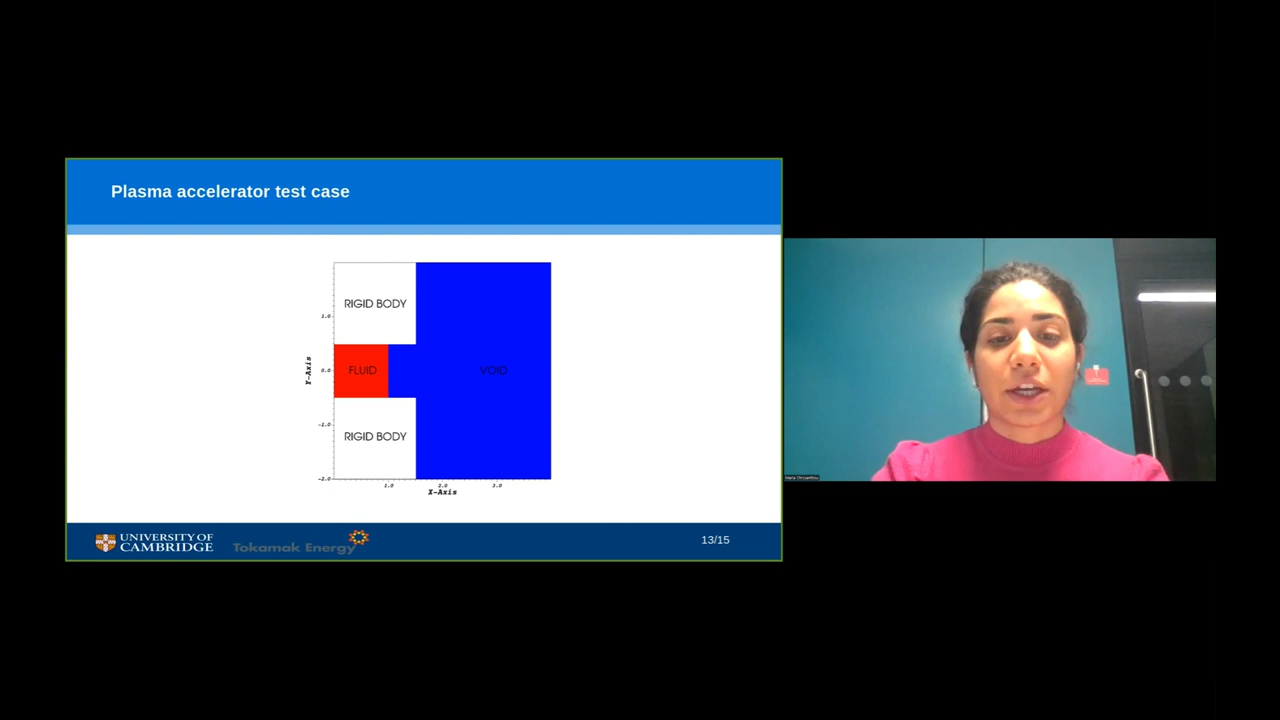 Plasma accelerator test case
RIGID BODY
1.0
Y-Axis
0.0
FLUID
VOID
-1.0
RIGID BODY
-2.0
1.0
2.0
3.0
X-Axis
UNIVERSITY OF
CAMBRIDGE
Tokamak Energy
13/15